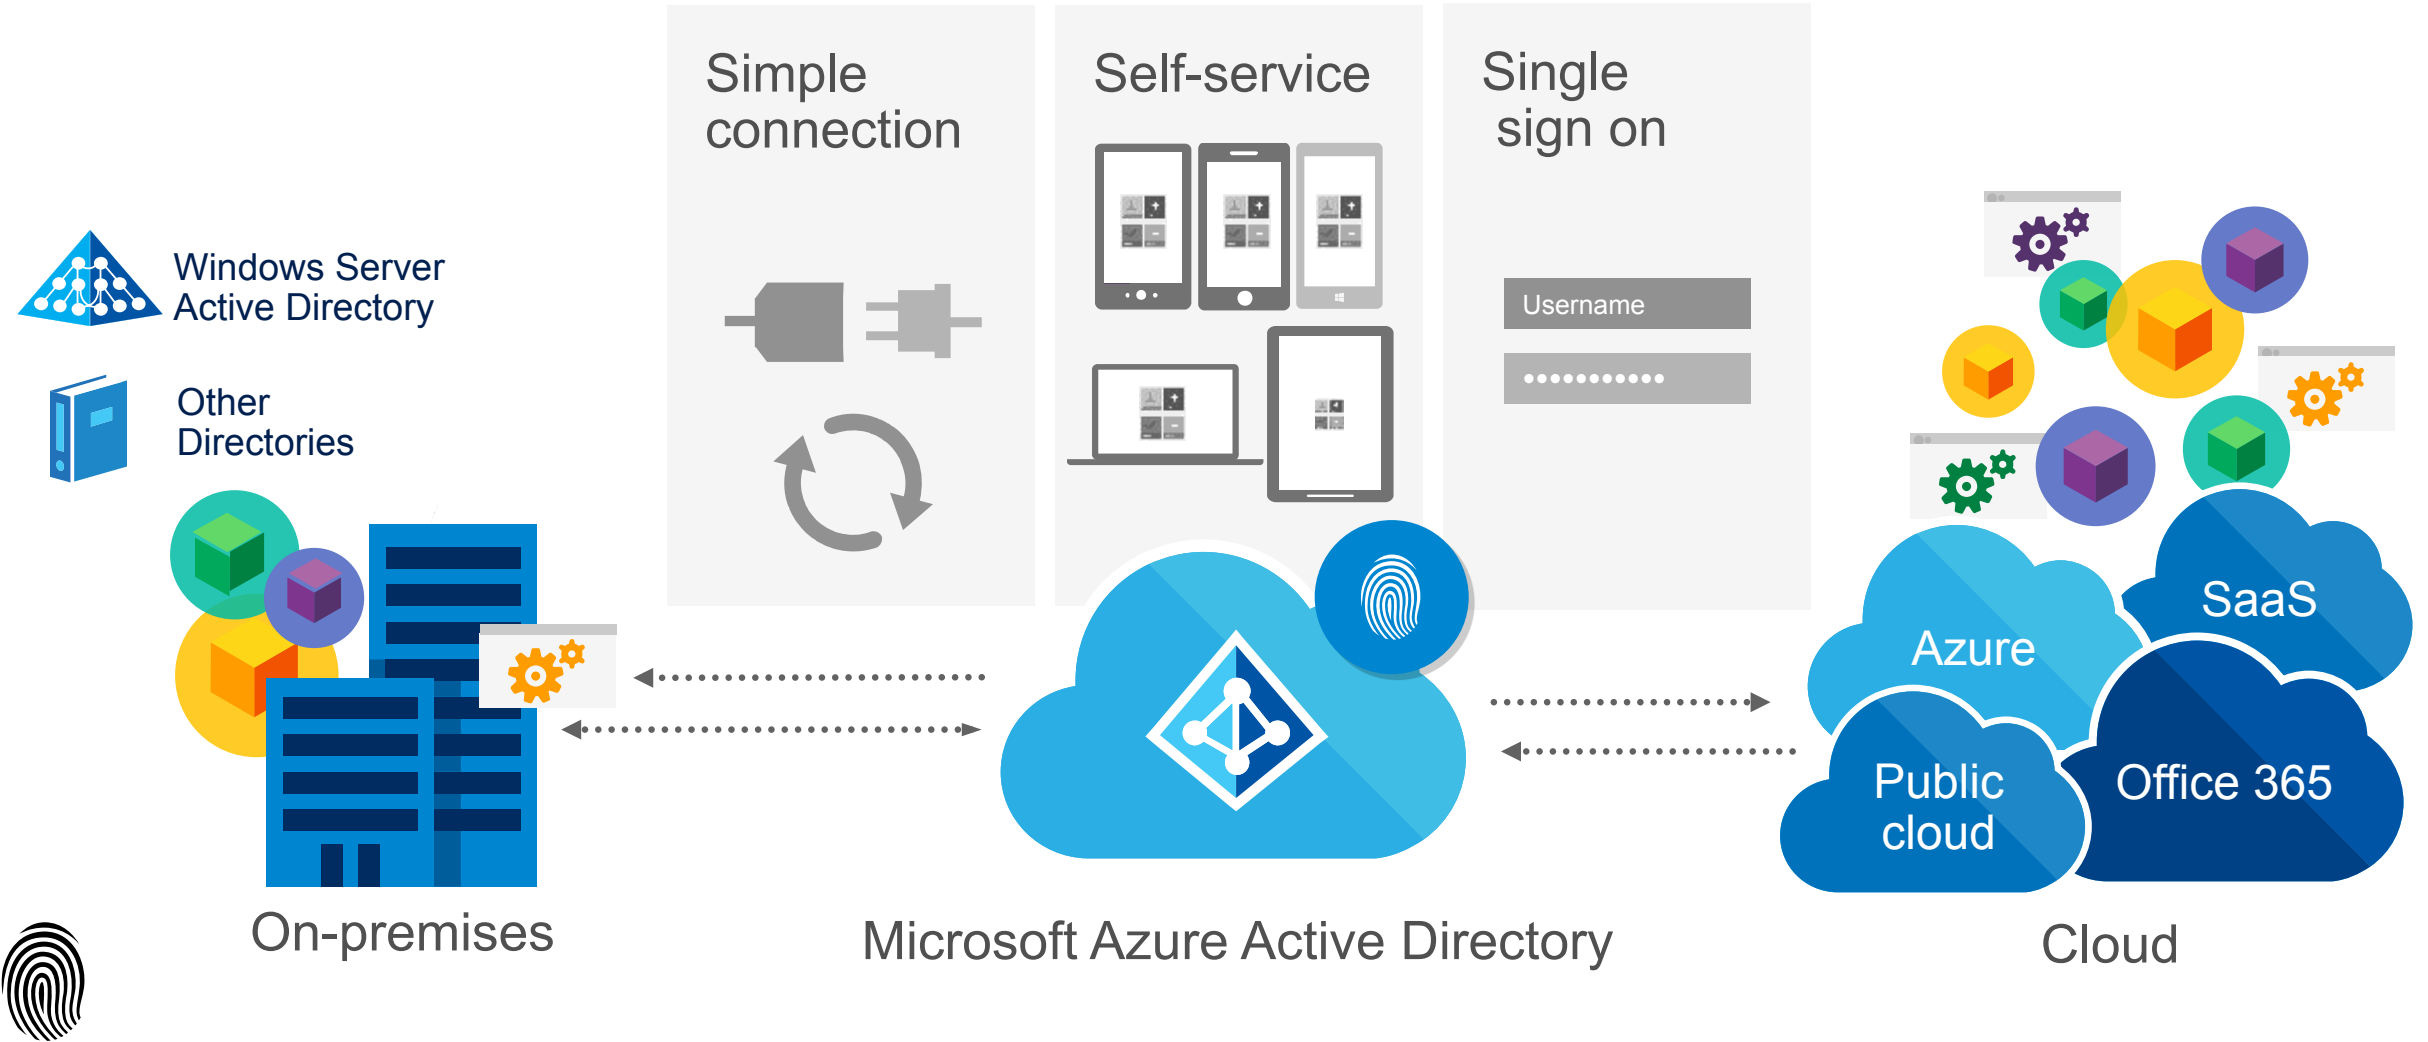 Simple
connection
Self-service
Single
sign on
Windows Server
Active Directory
Other
Directories
Username
SaaS
Azure
Public
cloud
Office 365
On-premises
Microsoft Azure Active Directory
Cloud